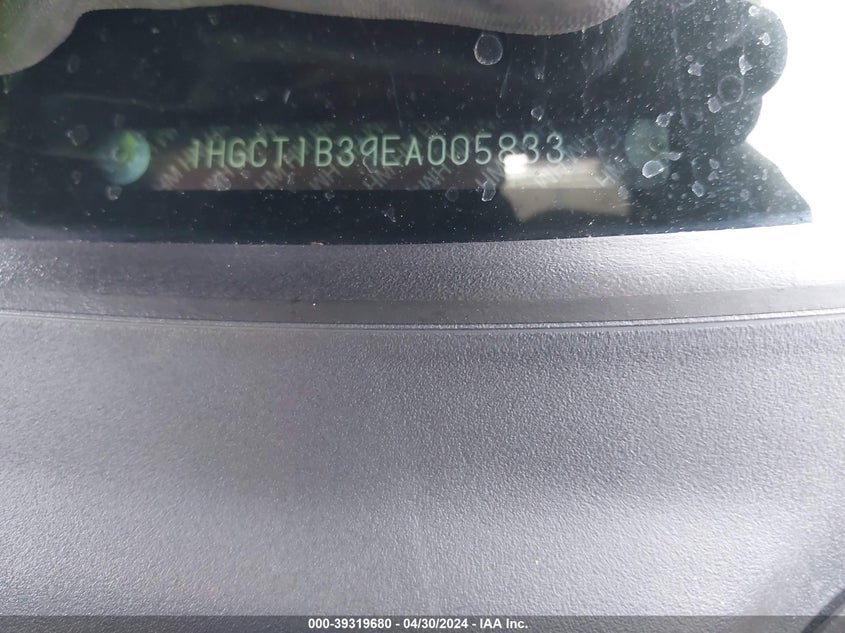 1HGCT1B39EA005833
000-39319680 - 04/30/2024 - IAA Inc.